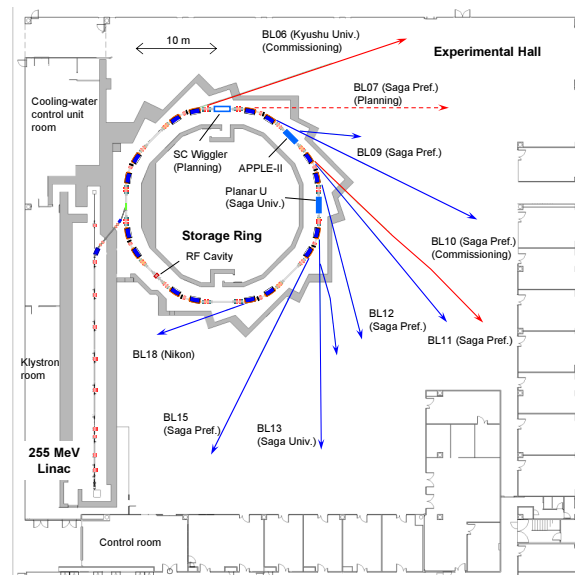 BL06 (Kyushu Univ.)
(Commissioning)
10 m
Experimental Hall
BL07 (Saga Pref.)
(Planning)
Cooling-water
control unit
room
BL09 (Saga Pref.)
SC Wiggler
(Planning)
APPLE-II
Planar U
(Saga Univ.)
Storage Ring
RF Cavity
BL10 (Saga Pref.)
(Commissioning)
BL12
(Saga Pref.)
BL11 (Saga Pref.)
BL18 (Nikon)
Klystron
room
BL15
(Saga Pref.)
BL13
(Saga Univ.)
255 MeV
Linac
Control room